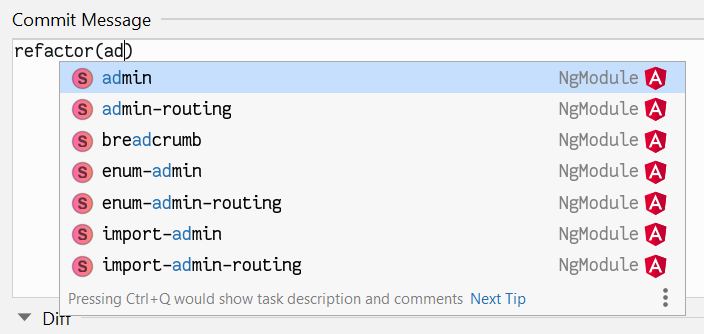 Commit Message
refactor(ad)
S admin NgModule A
S admin-routing NgModule A
S breadcrumb NgModule A
S enum-admin NgModule A
S enum-admin-routing NgModule A
S import-admin NgModule A
S import-admin-routing NgModule A
Pressing Ctrl+Q would show task description and comments Next Tip
Diff